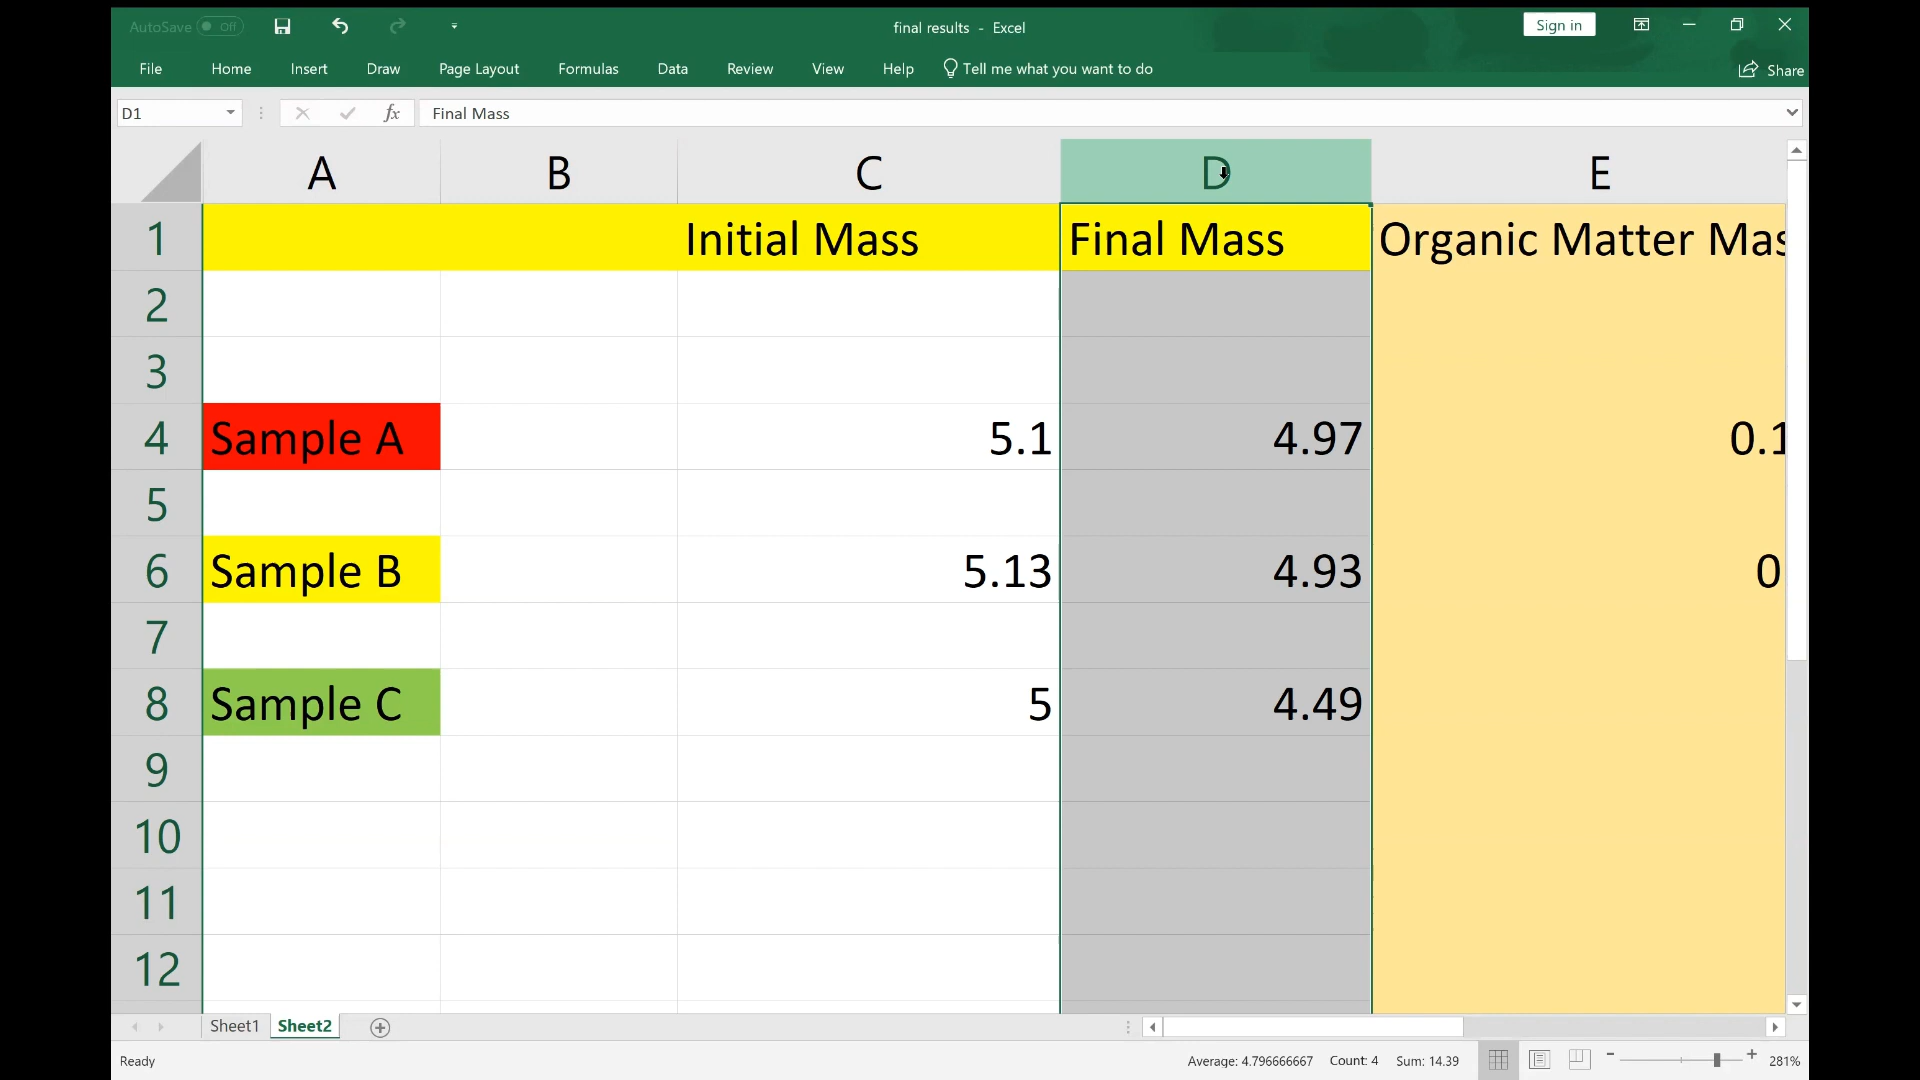 AutoSave Off
final results - Excel
Sign in
File Home Insert Draw Page Layout Formulas Data Review View Help Tell me what you want to do
Share
D1 fx Final Mass
A B C D E
1 Initial Mass Final Mass Organic Matter Mas
2
3
4 Sample A 5.1 4.97 0.1
5
6 Sample B 5.13 4.93 0
7
8 Sample C 5 4.49
9
10
11
12
Sheet1 Sheet2
Ready Average: 4.796666667 Count: 4 Sum: 14.39 281%